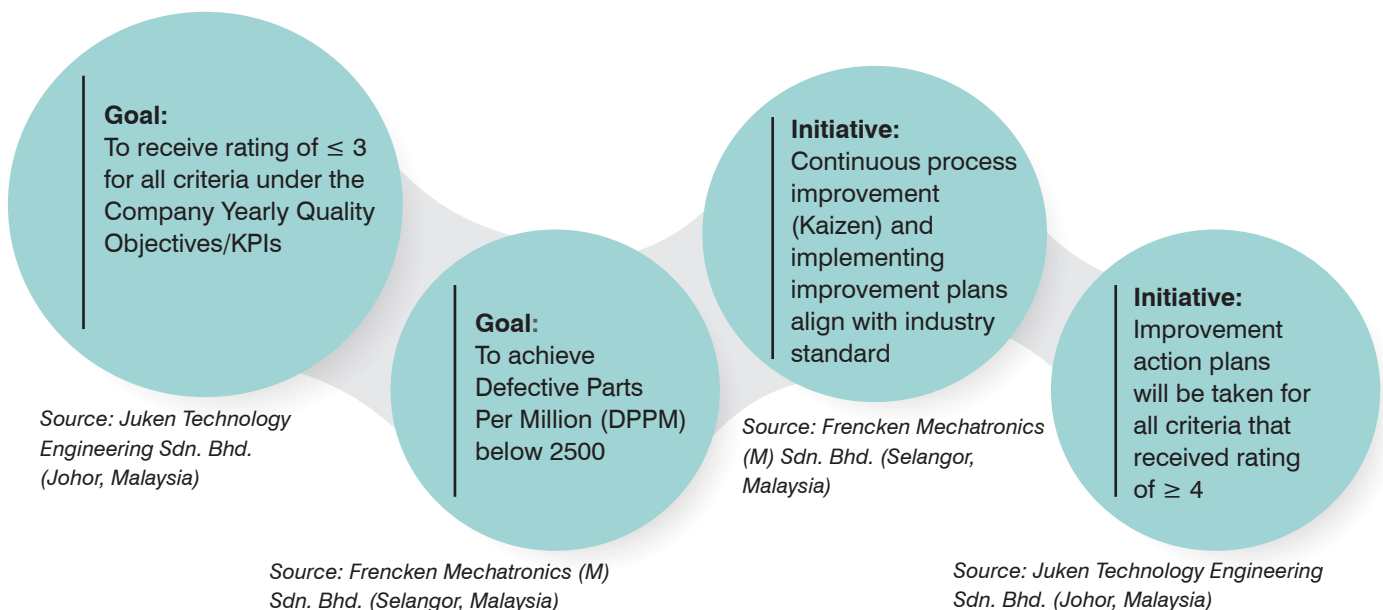 Goal:
To receive rating of ≤ 3
for all criteria under the
Company Yearly Quality
Objectives/KPIs
Source: Juken Technology
Engineering Sdn. Bhd.
(Johor, Malaysia)
Goal:
To achieve
Defective Parts
Per Million (DPPM)
below 2500
Source: Frencken Mechatronics (M)
Sdn. Bhd. (Selangor, Malaysia)
Initiative:
Continuous process
improvement
(Kaizen) and
implementing
improvement plans
align with industry
standard
Source: Frencken Mechatronics
(M) Sdn. Bhd. (Selangor,
Malaysia)
Initiative:
Improvement
action plans
will be taken for
all criteria that
received rating
of ≥ 4
Source: Juken Technology Engineering
Sdn. Bhd. (Johor, Malaysia)